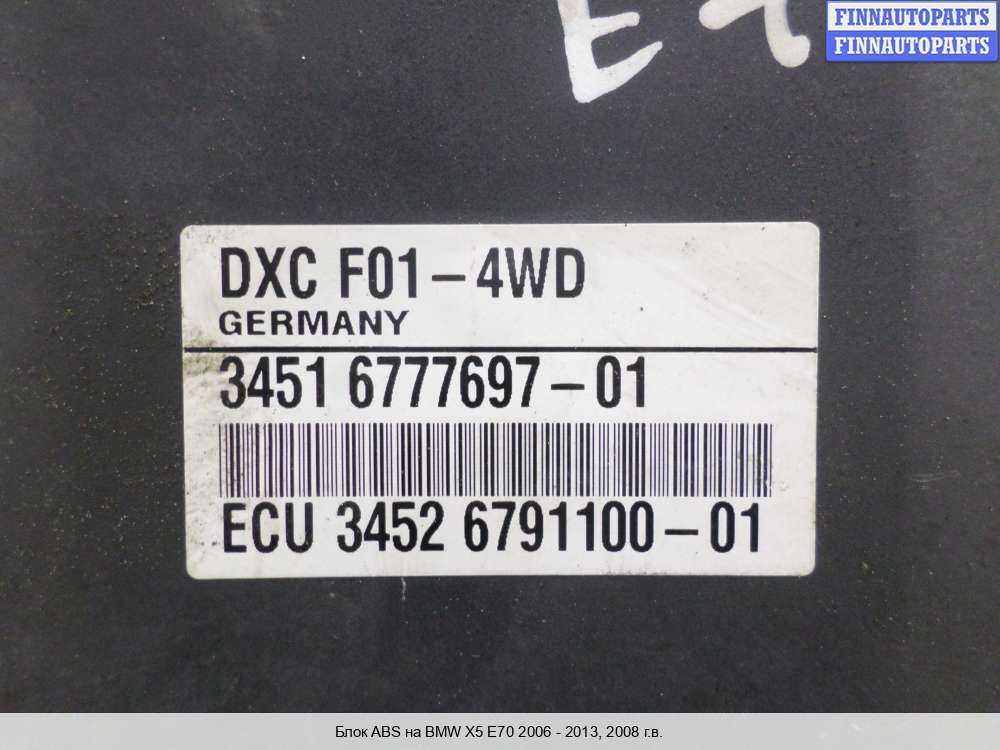 FINNAUTOPARTS
FINNAUTOPARTS
DXC F01-4WD
GERMANY
3451 6777697-01
ECU 3452 6791100-01
Блок ABS на BMW X5 E70 2006 - 2013, 2008 г.в.